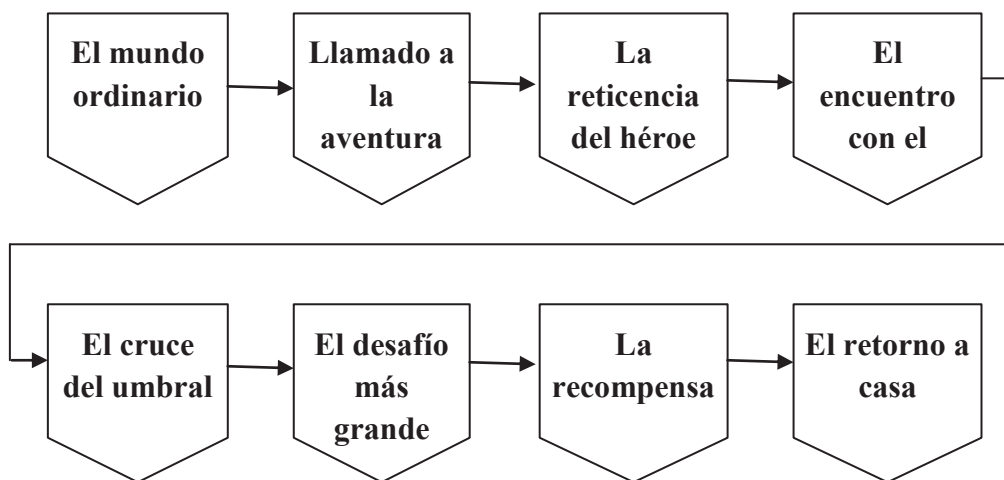 El mundo
ordinario
Llamado a
la
aventura
La
reticencia
del héroe
El
encuentro
con el
El cruce
del umbral
El desafío
más
grande
La
recompensa
El retorno a
casa